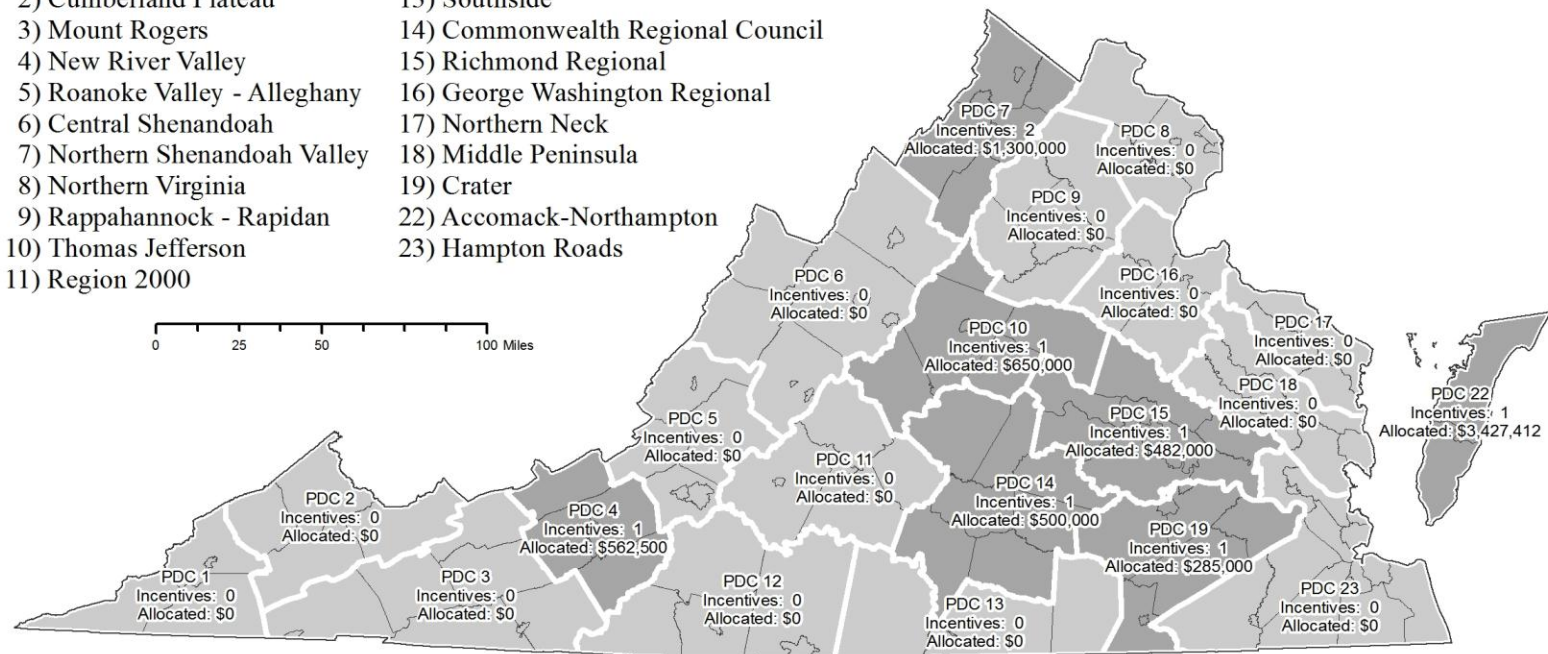 2) Cumberland Plateau
3) Mount Rogers
4) New River Valley
5) Roanoke Valley - Alleghany
6) Central Shenandoah
7) Northern Shenandoah Valley
8) Northern Virginia
9) Rappahannock - Rapidan
10) Thomas Jefferson
11) Region 2000
13) Southside
14) Commonwealth Regional Council
15) Richmond Regional
16) George Washington Regional
17) Northern Neck
18) Middle Peninsula
19) Crater
22) Accomack-Northampton
23) Hampton Roads
0 25 50 100 Miles
PDC 7
Incentives: 2
Allocated: $1,300,000
PDC 8
Incentives: 0
Allocated: $0
PDC 9
Incentives: 0
Allocated: $0
PDC 6
Incentives: 0
Allocated: $0
PDC 16
Incentives: 0
Allocated: $0
PDC 10
Incentives: 1
Allocated: $650,000
PDC 17
Incentives: 0
Allocated: $0
PDC 18
Incentives: 0
Allocated: $0
PDC 22
Incentives: 1
Allocated: $3,427,412
PDC 5
Incentives: 0
Allocated: $0
PDC 15
Incentives: 1
Allocated: $482,000
PDC 11
Incentives: 0
Allocated: $0
PDC 14
Incentives: 1
Allocated: $500,000
PDC 2
Incentives: 0
Allocated: $0
PDC 4
Incentives: 1
Allocated: $562,500
PDC 19
Incentives: 1
Allocated: $285,000
PDC 1
Incentives: 0
Allocated: $0
PDC 3
Incentives: 0
Allocated: $0
PDC 12
Incentives: 0
Allocated: $0
PDC 13
Incentives: 0
Allocated: $0
PDC 23
Incentives: 0
Allocated: $0